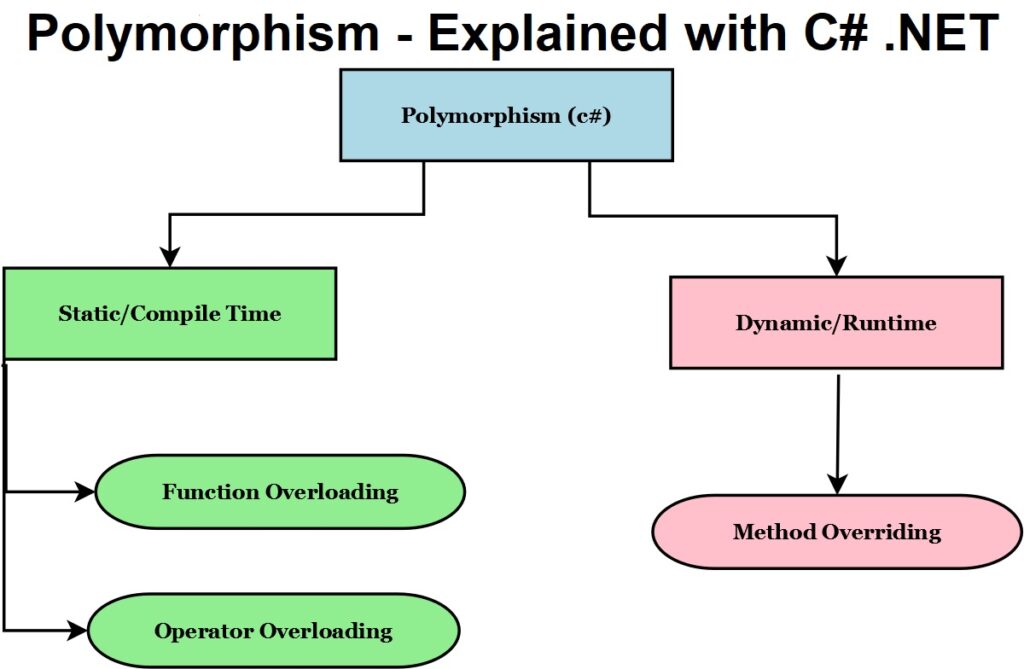 Polymorphism - Explained with C# .NET
Polymorphism (c#)
Static/Compile Time
Dynamic/Runtime
Function Overloading
Method Overriding
Operator Overloading